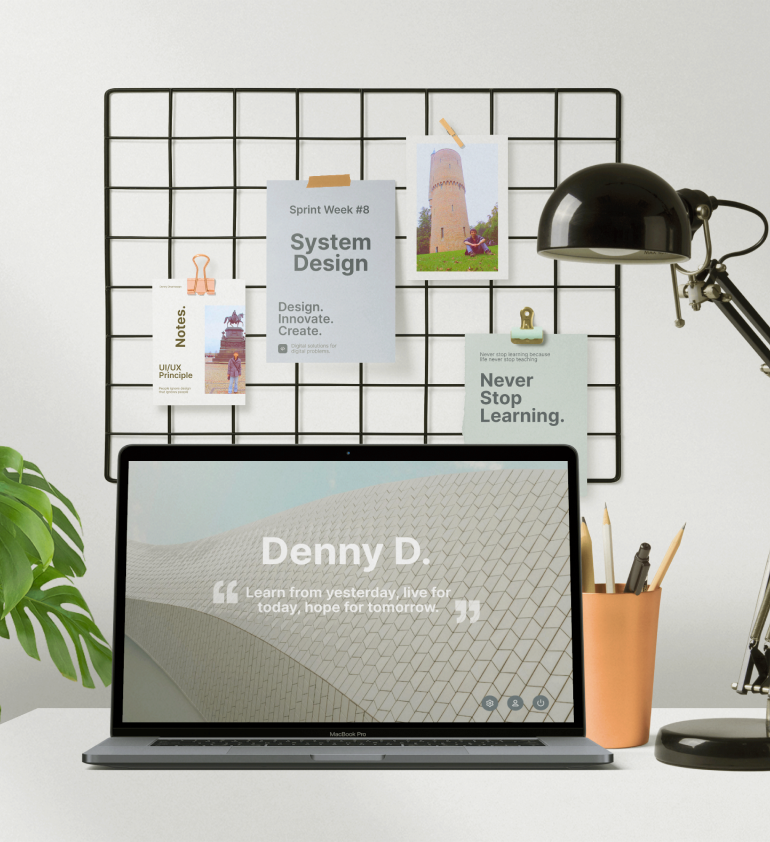 Sprint Week #8
System
Design
Design.
Innovate.
Create.
Digital solutions for
digital problems.
Notes.
UI/UX
Principle
Never stop learning because
life never stop teaching
Never
Stop
Learning.
Denny D.
“ Learn from yesterday, live for
today, hope for tomorrow. ”
MacBook Pro